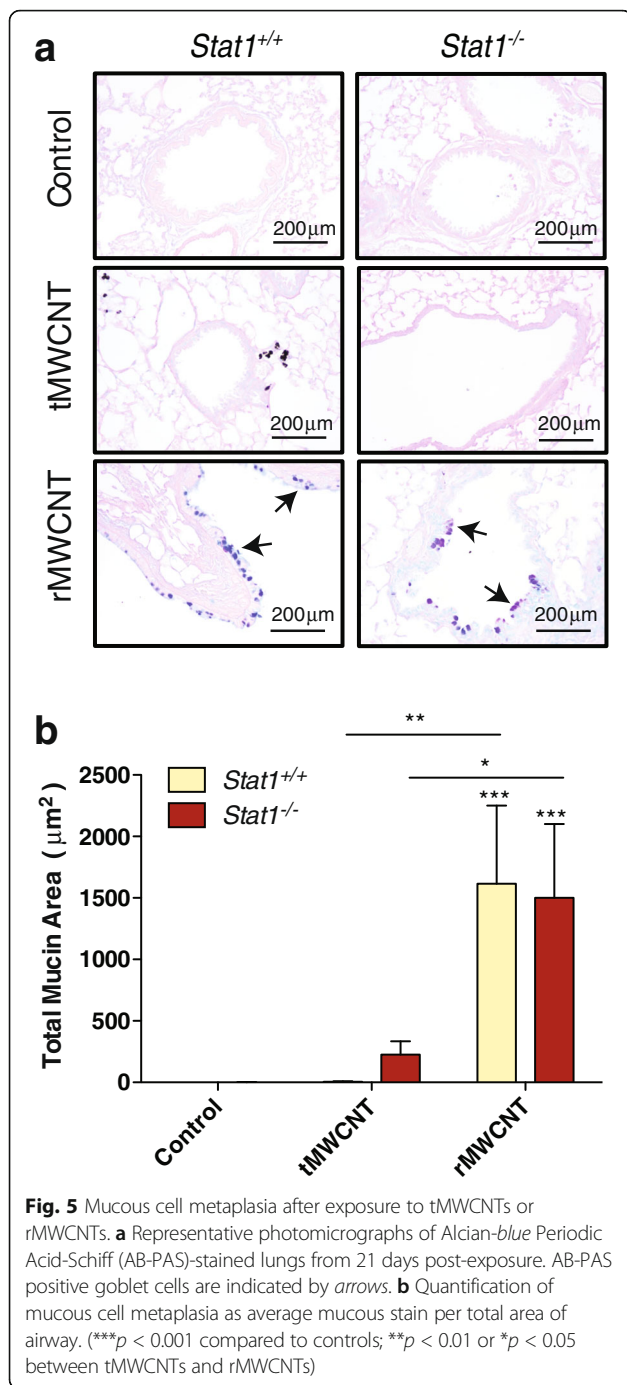 a
Stat1+/+ Stat1-/-
Control
200µm 200µm
tMWCNT
200µm 200µm
rMWCNT
200µm 200µm
b
**
*
*** ***
Stat1+/+
Stat1-/-
Total Mucin Area (µm²)
2500
2000
1500
1000
500
0
Control tMWCNT rMWCNT
Fig. 5 Mucous cell metaplasia after exposure to tMWCNTs or
rMWCNTs. a Representative photomicrographs of Alcian-blue Periodic
Acid-Schiff (AB-PAS)-stained lungs from 21 days post-exposure. AB-PAS
positive goblet cells are indicated by arrows. b Quantification of
mucous cell metaplasia as average mucous stain per total area of
airway. (***p < 0.001 compared to controls; **p < 0.01 or *p < 0.05
between tMWCNTs and rMWCNTs)